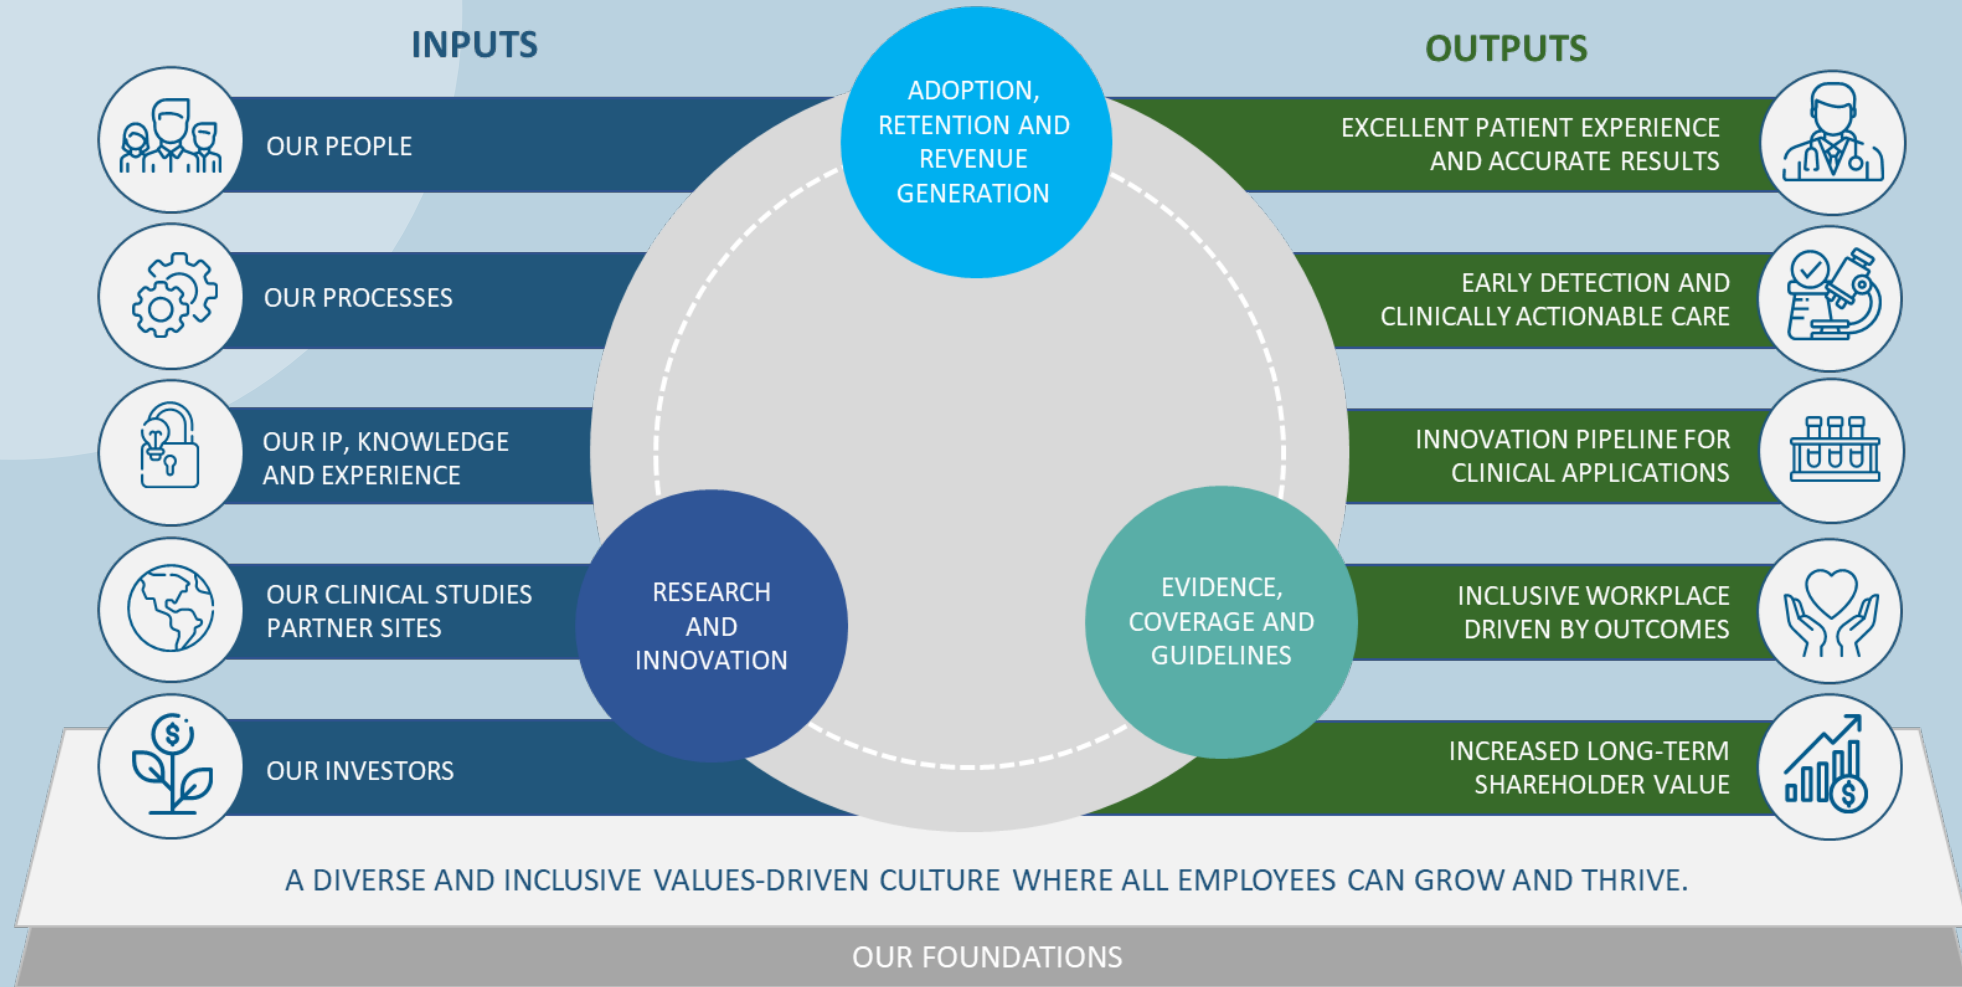 INPUTS
OUR PEOPLE
OUR PROCESSES
OUR IP, KNOWLEDGE
AND EXPERIENCE
OUR CLINICAL STUDIES
PARTNER SITES
OUR INVESTORS
ADOPTION,
RETENTION AND
REVENUE
GENERATION
RESEARCH
AND
INNOVATION
EVIDENCE,
COVERAGE AND
GUIDELINES
OUTPUTS
EXCELLENT PATIENT EXPERIENCE
AND ACCURATE RESULTS
EARLY DETECTION AND
CLINICALLY ACTIONABLE CARE
INNOVATION PIPELINE FOR
CLINICAL APPLICATIONS
INCLUSIVE WORKPLACE
DRIVEN BY OUTCOMES
INCREASED LONG-TERM
SHAREHOLDER VALUE
A DIVERSE AND INCLUSIVE VALUES-DRIVEN CULTURE WHERE ALL EMPLOYEES CAN GROW AND THRIVE.
OUR FOUNDATIONS